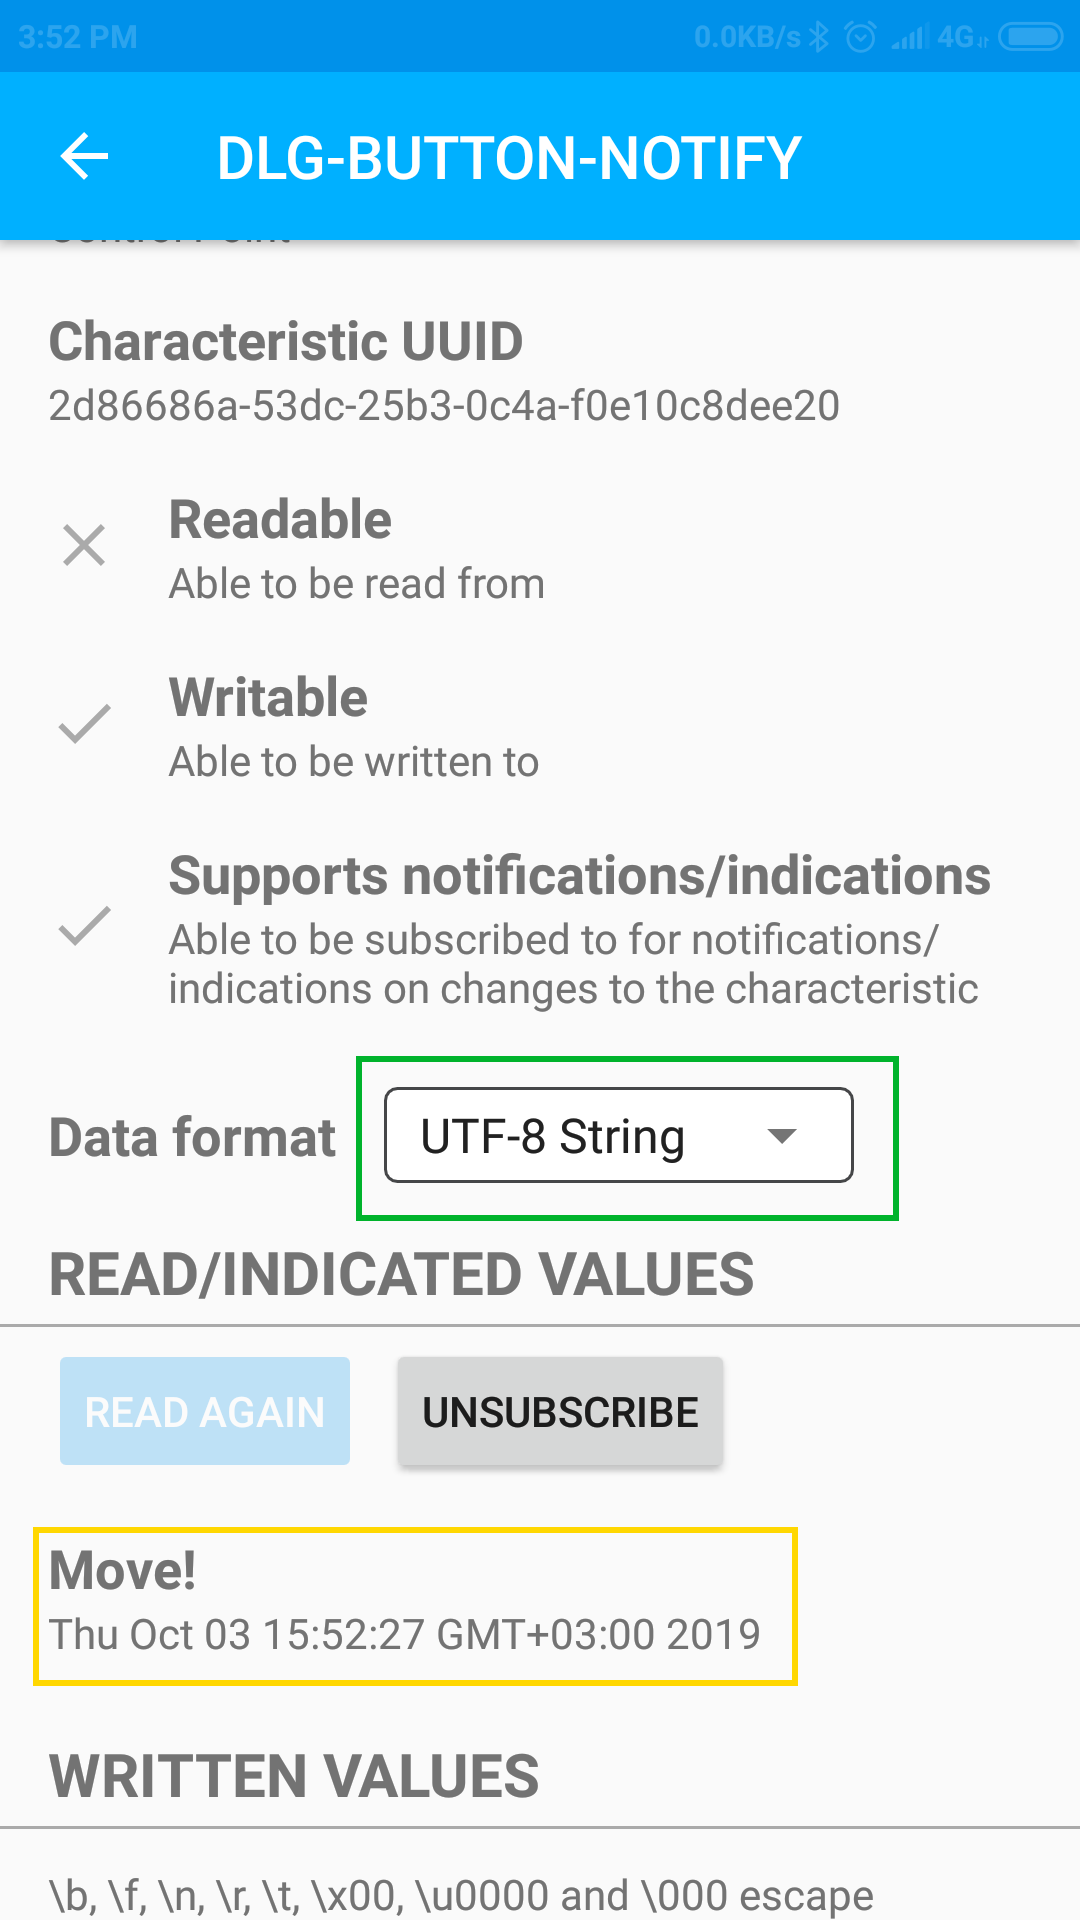 3:52 PM
0.0KB/s 4G
DLG-BUTTON-NOTIFY
Control Point
Characteristic UUID
2d86686a-53dc-25b3-0c4a-f0e10c8dee20
Readable
Able to be read from
Writable
Able to be written to
Supports notifications/indications
Able to be subscribed to for notifications/
indications on changes to the characteristic
Data format
UTF-8 String
READ/INDICATED VALUES
READ AGAIN
UNSUBSCRIBE
Move!
Thu Oct 03 15:52:27 GMT+03:00 2019
WRITTEN VALUES
\b, \f, \n, \r, \t, \x00, \u0000 and \000 escape